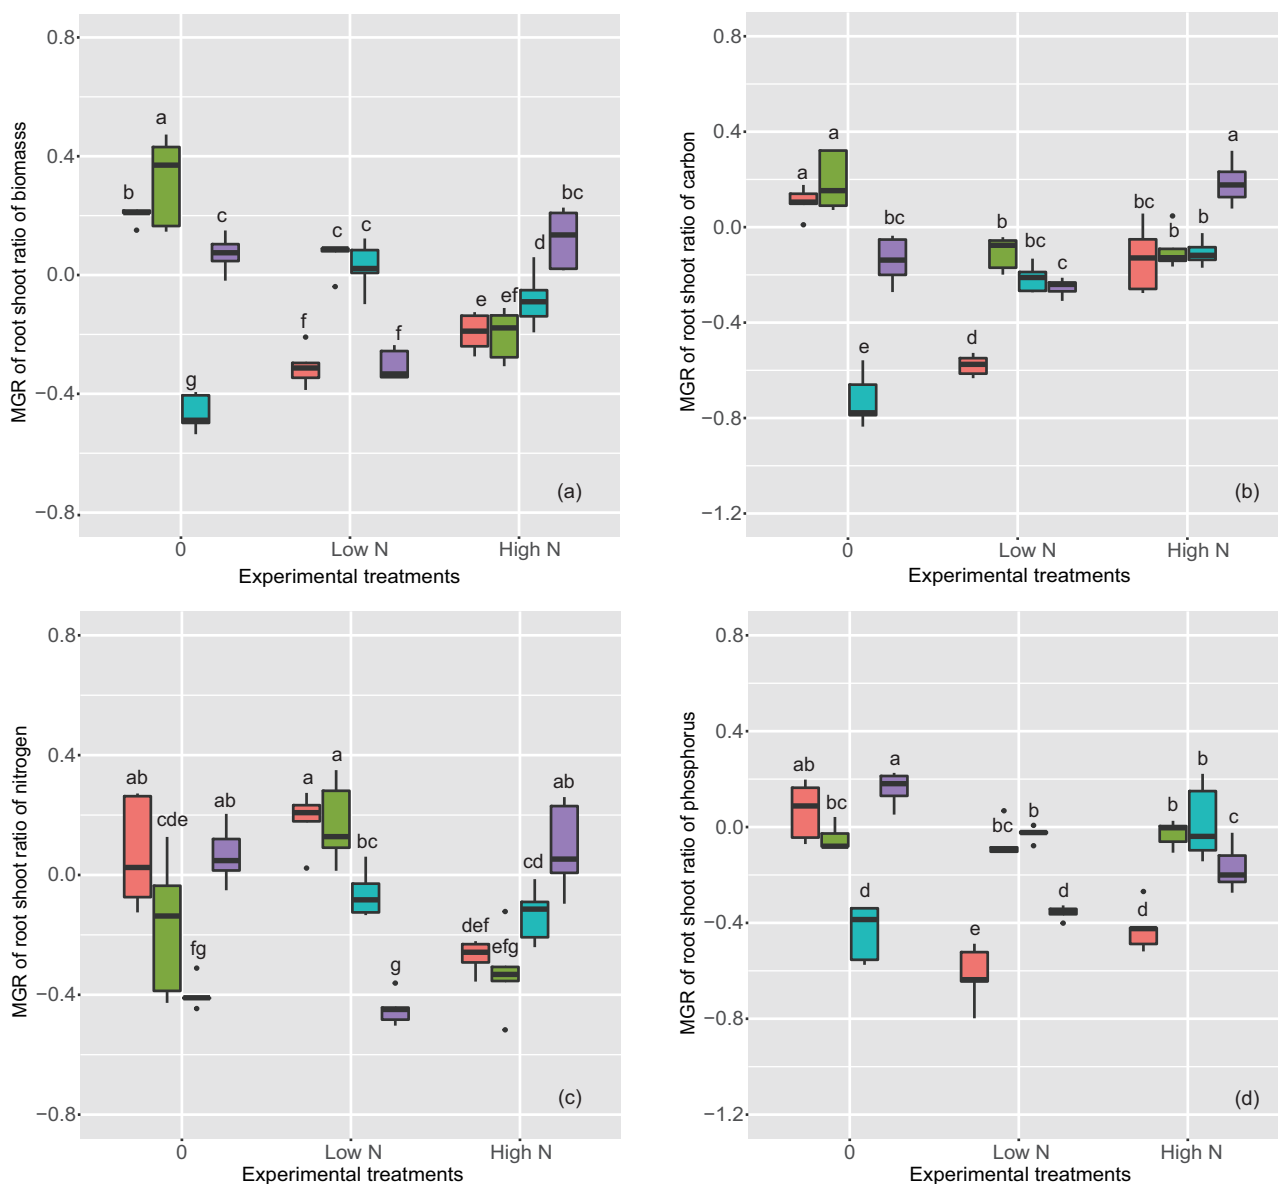 MGR of root shoot ratio of biomasss
0.8
0.4
0.0
−0.4
−0.8
b
a
g
c
f
c
c
f
e
ef
d
bc
(a)
0
Low N
High N
Experimental treatments
MGR of root shoot ratio of carbon
0.8
0.4
0.0
−0.4
−0.8
−1.2
a
a
e
bc
d
b
bc
c
bc
b
b
a
(b)
0
Low N
High N
Experimental treatments
MGR of root shoot ratio of nitrogen
0.8
0.4
0.0
−0.4
−0.8
ab
cde
fg
ab
a
a
bc
g
def
efg
cd
ab
(c)
0
Low N
High N
Experimental treatments
MGR of root shoot ratio of phosphorus
0.8
0.4
0.0
−0.4
−0.8
−1.2
ab
bc
d
a
e
bc
b
d
d
b
b
c
(d)
0
Low N
High N
Experimental treatments